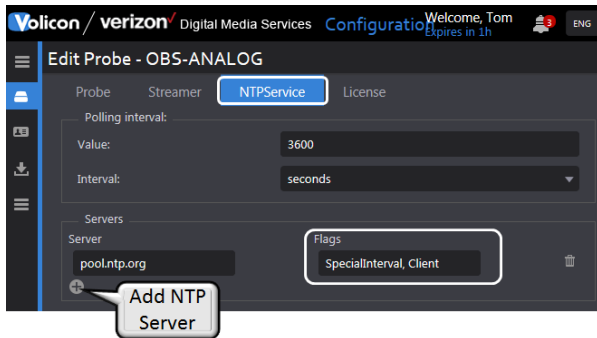 Volicon / verizon✓ Digital Media Services Configuration Welcome, Tom
Expires in 1h
3
ENG
Edit Probe - OBS-ANALOG
Probe Streamer NTPService License
Polling interval:
Value: 3600
Interval: seconds
Servers
Server Flags
pool.ntp.org SpecialInterval, Client
Add NTP
Server